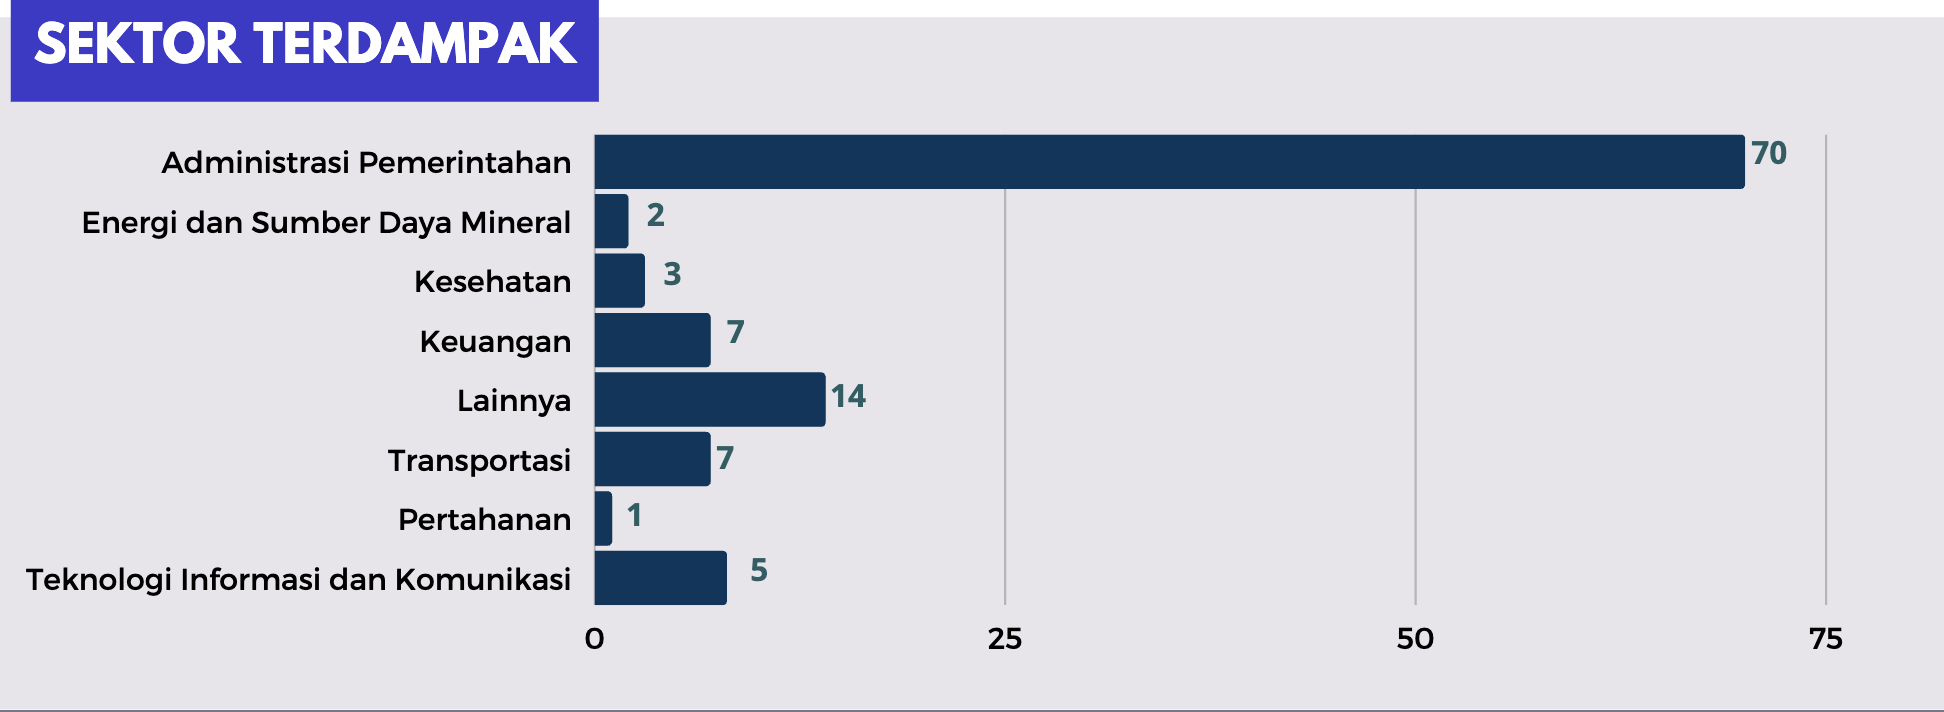 SEKTOR TERDAMPAK
Administrasi Pemerintahan 70
Energi dan Sumber Daya Mineral 2
Kesehatan 3
Keuangan 7
Lainnya 14
Transportasi 7
Pertahanan 1
Teknologi Informasi dan Komunikasi 5
0 25 50 75